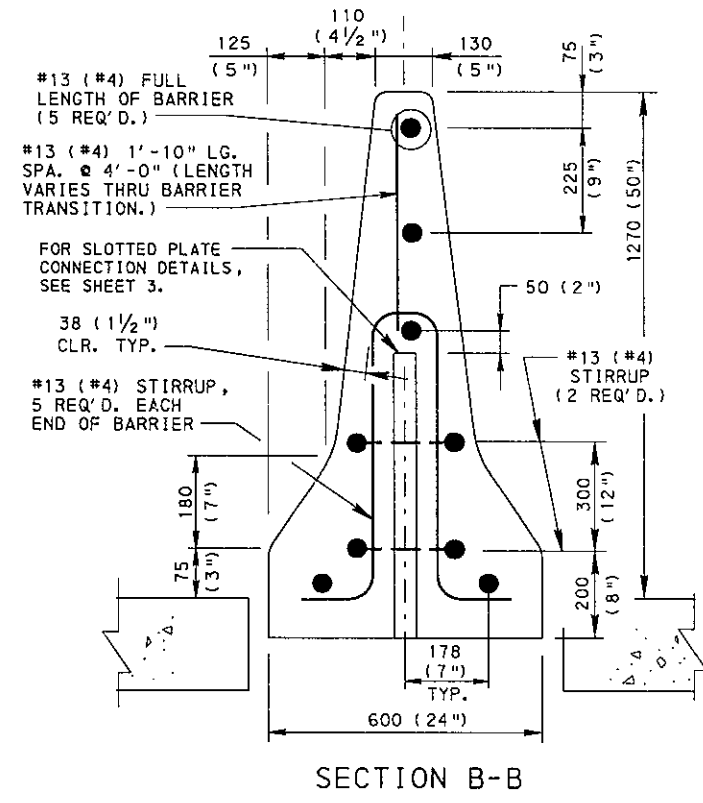 110
(4½")
125
(5")
130
(5")
75
(3")
#13 (#4) FULL
LENGTH OF BARRIER
(5 REQ'D.)
#13 (#4) 1'-10" LG.
SPA. @ 4'-0" (LENGTH
VARIES THRU BARRIER
TRANSITION.)
225
(9")
1270 (50")
FOR SLOTTED PLATE
CONNECTION DETAILS,
SEE SHEET 3.
50 (2")
38 (1½")
CLR. TYP.
#13 (#4)
STIRRUP
(2 REQ'D.)
#13 (#4) STIRRUP,
5 REQ'D. EACH
END OF BARRIER
180
(7")
300
(12")
75
(3")
200
(8")
178
(7")
TYP.
600 (24")
SECTION B-B